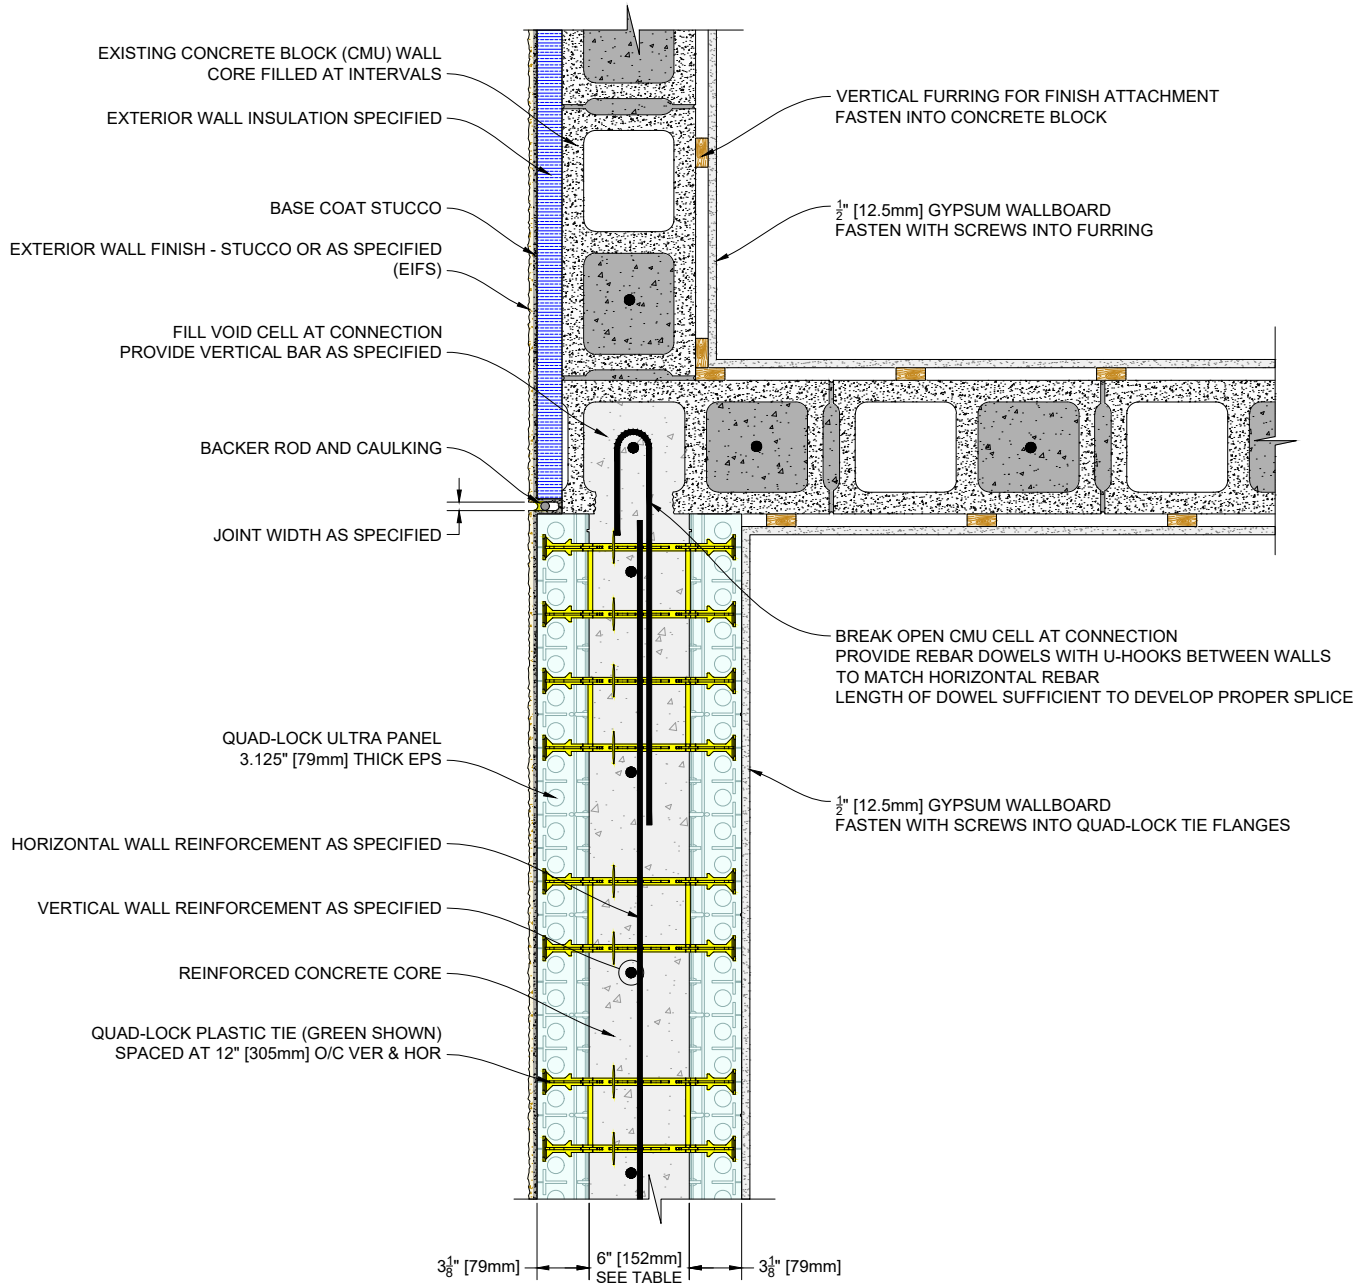 EXISTING CONCRETE BLOCK (CMU) WALL
CORE FILLED AT INTERVALS
EXTERIOR WALL INSULATION SPECIFIED
BASE COAT STUCCO
EXTERIOR WALL FINISH - STUCCO OR AS SPECIFIED
(EIFS)
FILL VOID CELL AT CONNECTION
PROVIDE VERTICAL BAR AS SPECIFIED
BACKER ROD AND CAULKING
JOINT WIDTH AS SPECIFIED
QUAD-LOCK ULTRA PANEL
3.125" [79mm] THICK EPS
HORIZONTAL WALL REINFORCEMENT AS SPECIFIED
VERTICAL WALL REINFORCEMENT AS SPECIFIED
REINFORCED CONCRETE CORE
QUAD-LOCK PLASTIC TIE (GREEN SHOWN)
SPACED AT 12" [305mm] O/C VER & HOR
VERTICAL FURRING FOR FINISH ATTACHMENT
FASTEN INTO CONCRETE BLOCK
1/2" [12.5mm] GYPSUM WALLBOARD
FASTEN WITH SCREWS INTO FURRING
BREAK OPEN CMU CELL AT CONNECTION
PROVIDE REBAR DOWELS WITH U-HOOKS BETWEEN WALLS
TO MATCH HORIZONTAL REBAR
LENGTH OF DOWEL SUFFICIENT TO DEVELOP PROPER SPLICE
1/2" [12.5mm] GYPSUM WALLBOARD
FASTEN WITH SCREWS INTO QUAD-LOCK TIE FLANGES
3 1/8" [79mm]
6" [152mm]
SEE TABLE
3 1/8" [79mm]